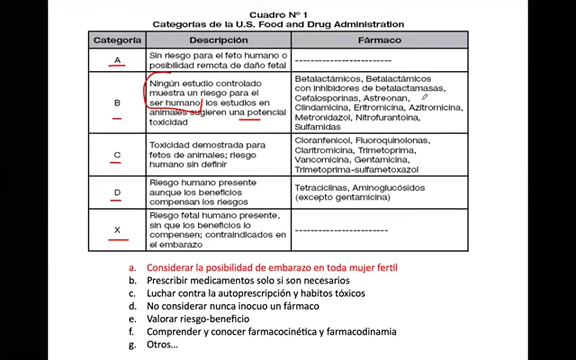 Cuadro Nº 1
Categorías de la U.S. Food and Drug Administration
Categoría Descripción Fármaco
A
Sin riesgo para el feto humano o
posibilidad remota de daño fetal
------------------------
B
Ningún estudio controlado
muestra un riesgo para el
ser humano, los estudios en
animales sugieren una potencial
toxicidad
Betalactámicos, Betalactámicos
con inhibidores de betalactamasas,
Cefalosporinas, Astreonan,
Clindamicina, Eritromicina, Azitromicina,
Metronidazol, Nitrofurantoina,
Sulfamidas
C
Toxicidad demostrada para
fetos de animales; riesgo
humano sin definir
Cloranfenicol, Fluoroquinolonas,
Claritromicina, Trimetoprima,
Vancomicina, Gentamicina,
Trimetoprima-sulfametoxazol
D
Riesgo humano presente
aunque los beneficios
compensan los riesgos
Tetraciclinas, Aminoglucósidos
(excepto gentamicina)
X
Riesgo fetal humano presente,
sin que los beneficios lo
compensen; contraindicados en
el embarazo
------------------------
a. Considerar la posibilidad de embarazo en toda mujer fertil
b. Prescribir medicamentos solo si son necesarios
c. Luchar contra la autoprescripción y habitos tóxicos
d. No considerar nunca inocuo un fármaco
e. Valorar riesgo-beneficio
f. Comprender y conocer farmacocinética y farmacodinamia
g. Otros...